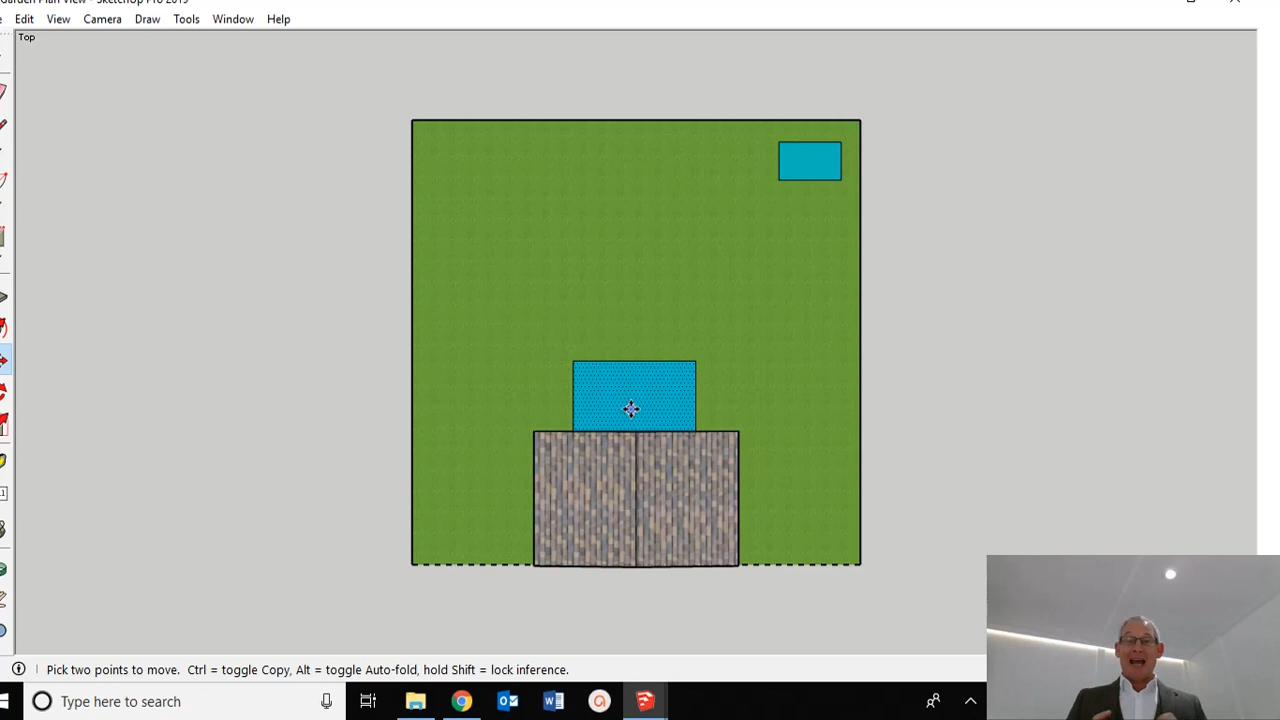 Edit View Camera Draw Tools Window Help
Top
Pick two points to move. Ctrl = toggle Copy, Alt = toggle Auto-fold, hold Shift = lock inference.
Type here to search